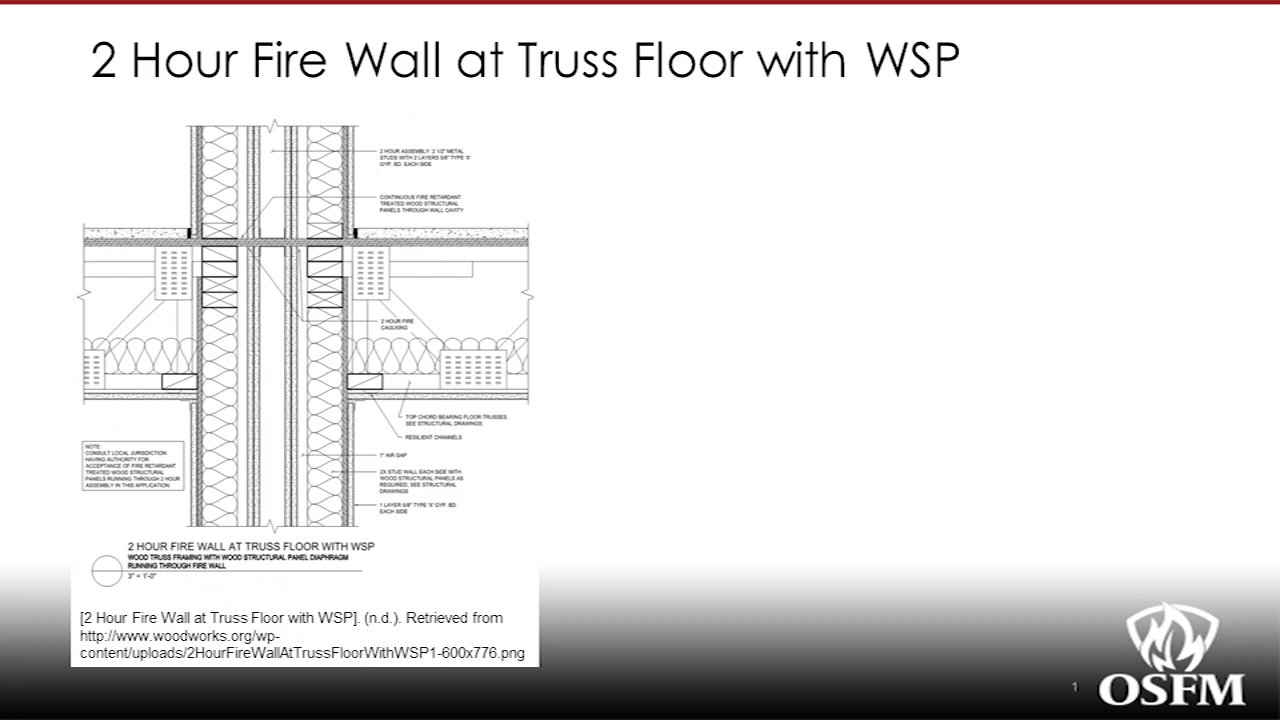 2 Hour Fire Wall at Truss Floor with WSP
2 HOUR ASSEMBLY: 2 1/2" METAL
STUDS WITH 2 LAYERS 5/8" TYPE 'X'
GYP. BD. EACH SIDE
CONTINUOUS FIRE RETARDANT
TREATED WOOD STRUCTURAL
PANELS THROUGH WALL CAVITY
2 HOUR FIRE
CAULKING
TOP CHORD BEARING FLOOR TRUSSES.
SEE STRUCTURAL DRAWINGS
RESILIENT CHANNELS
NOTE:
CONSULT LOCAL JURISDICTION
HAVING AUTHORITY FOR
ACCEPTANCE OF FIRE RETARDANT
TREATED WOOD STRUCTURAL
PANELS RUNNING THROUGH 2 HOUR
ASSEMBLY IN THIS APPLICATION.
1" AIR GAP
2X STUD WALL EACH SIDE WITH
WOOD STRUCTURAL PANELS AS
REQUIRED, SEE STRUCTURAL
DRAWINGS
1 LAYER 5/8" TYPE 'X' GYP. BD.
EACH SIDE
2 HOUR FIRE WALL AT TRUSS FLOOR WITH WSP
WOOD TRUSS FRAMING WITH WOOD STRUCTURAL PANEL DIAPHRAGM
RUNNING THROUGH FIRE WALL
3" = 1'-0"
[2 Hour Fire Wall at Truss Floor with WSP]. (n.d.). Retrieved from
http://www.woodworks.org/wp-
content/uploads/2HourFireWallAtTrussFloorWithWSP1-600x776.png
1
OSFM